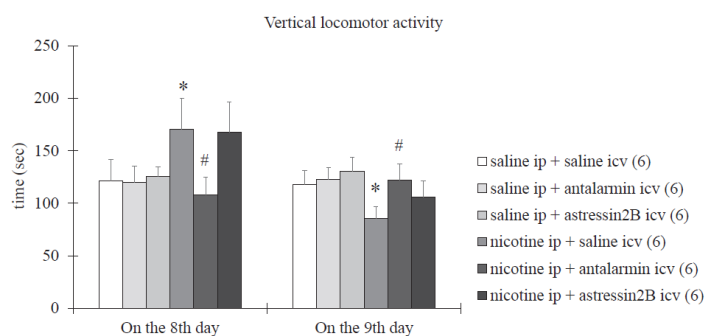 Vertical locomotor activity
250
200
150
100
50
0
time (sec)
*
#
*
#
On the 8th day
On the 9th day
saline ip + saline icv (6)
saline ip + antalarmin icv (6)
saline ip + astressin2B icv (6)
nicotine ip + saline icv (6)
nicotine ip + antalarmin icv (6)
nicotine ip + astressin2B icv (6)